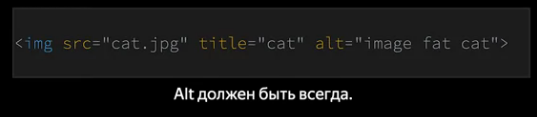 <img src="cat.jpg" title="cat" alt="image fat cat">
Alt должен быть всегда.